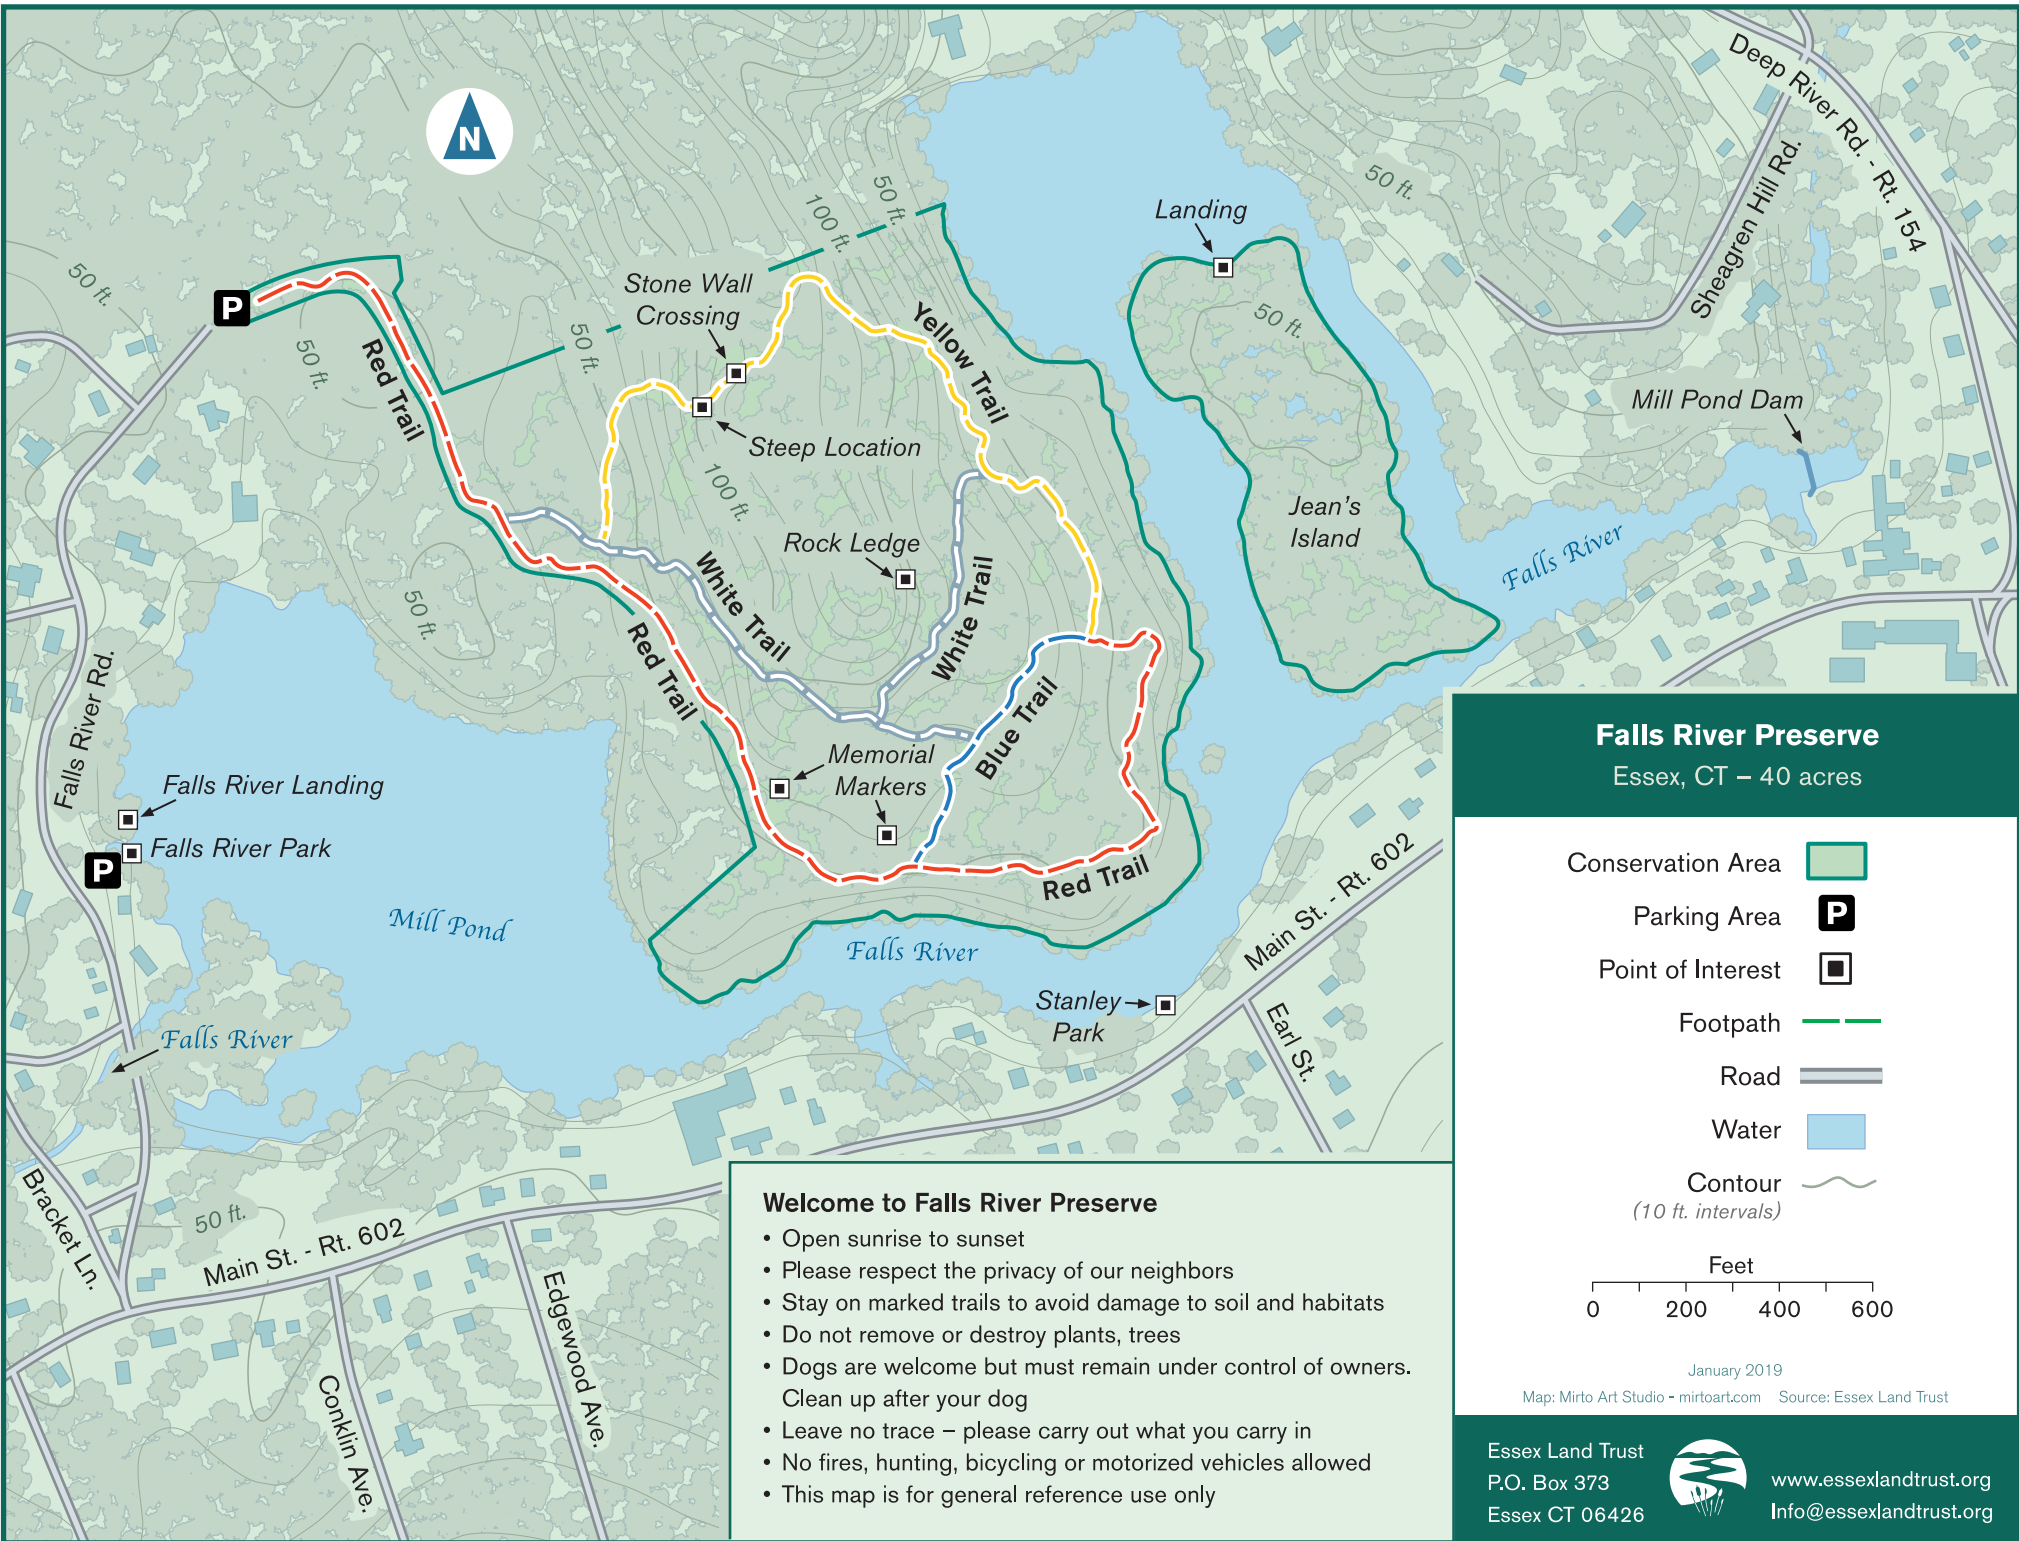 N
Deep River Rd. - Rt. 154
Sheagren Hill Rd.
50 ft.
50 ft.
100 ft.
Landing
50 ft.
50 ft.
Stone Wall
Crossing
P
50 ft.
50 ft.
Red Trail
Yellow Trail
Mill Pond Dam
Steep Location
100 ft.
Jean's
Island
Rock Ledge
Falls River
White Trail
White Trail
50 ft.
Red Trail
Falls River Rd.
Blue Trail
Memorial
Markers
Falls River Landing
Falls River Park
P
Red Trail
Mill Pond
Falls River
Main St. - Rt. 602
Stanley
Park
Earl St.
Falls River
Bracket Ln.
50 ft.
Main St. - Rt. 602
Conklin Ave.
Edgewood Ave.
Welcome to Falls River Preserve
• Open sunrise to sunset
• Please respect the privacy of our neighbors
• Stay on marked trails to avoid damage to soil and habitats
• Do not remove or destroy plants, trees
• Dogs are welcome but must remain under control of owners.
Clean up after your dog
• Leave no trace – please carry out what you carry in
• No fires, hunting, bicycling or motorized vehicles allowed
• This map is for general reference use only
Falls River Preserve
Essex, CT – 40 acres
Conservation Area
Parking Area P
Point of Interest
Footpath
Road
Water
Contour
(10 ft. intervals)
Feet
0 200 400 600
January 2019
Map: Mirto Art Studio - mirtoart.com Source: Essex Land Trust
Essex Land Trust
P.O. Box 373
Essex CT 06426
www.essexlandtrust.org
Info@essexlandtrust.org